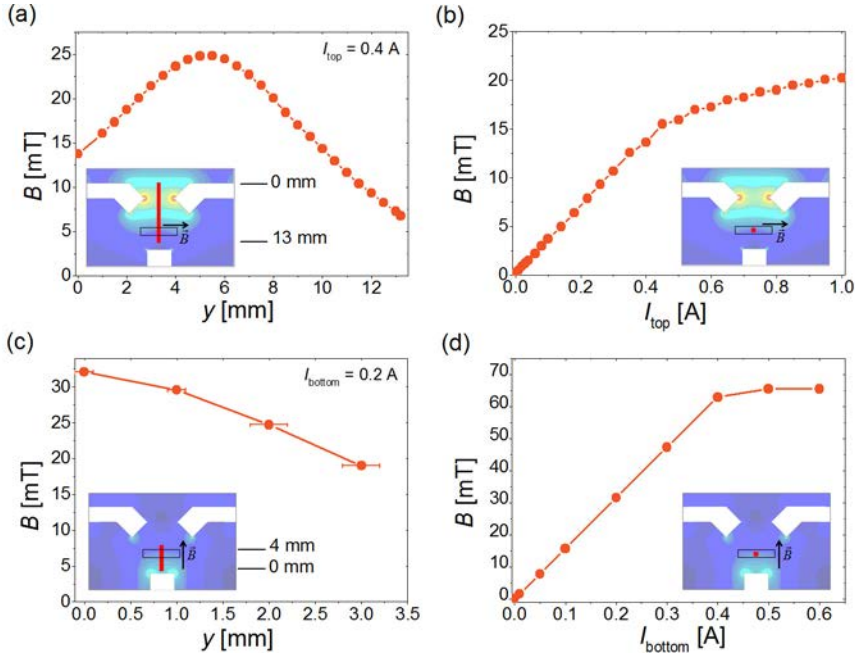 (a)
I_top = 0.4 A
B [mT]
25
20
15
10
5
0
0 mm
13 mm
B
0 2 4 6 8 10 12
y [mm]
(b)
B [mT]
25
20
15
10
5
0
B
0.0 0.2 0.4 0.6 0.8 1.0
I_top [A]
(c)
I_bottom = 0.2 A
B [mT]
30
25
20
15
10
5
0
4 mm
0 mm
B
0.0 0.5 1.0 1.5 2.0 2.5 3.0 3.5
y [mm]
(d)
B [mT]
70
60
50
40
30
20
10
0
B
0.0 0.1 0.2 0.3 0.4 0.5 0.6
I_bottom [A]